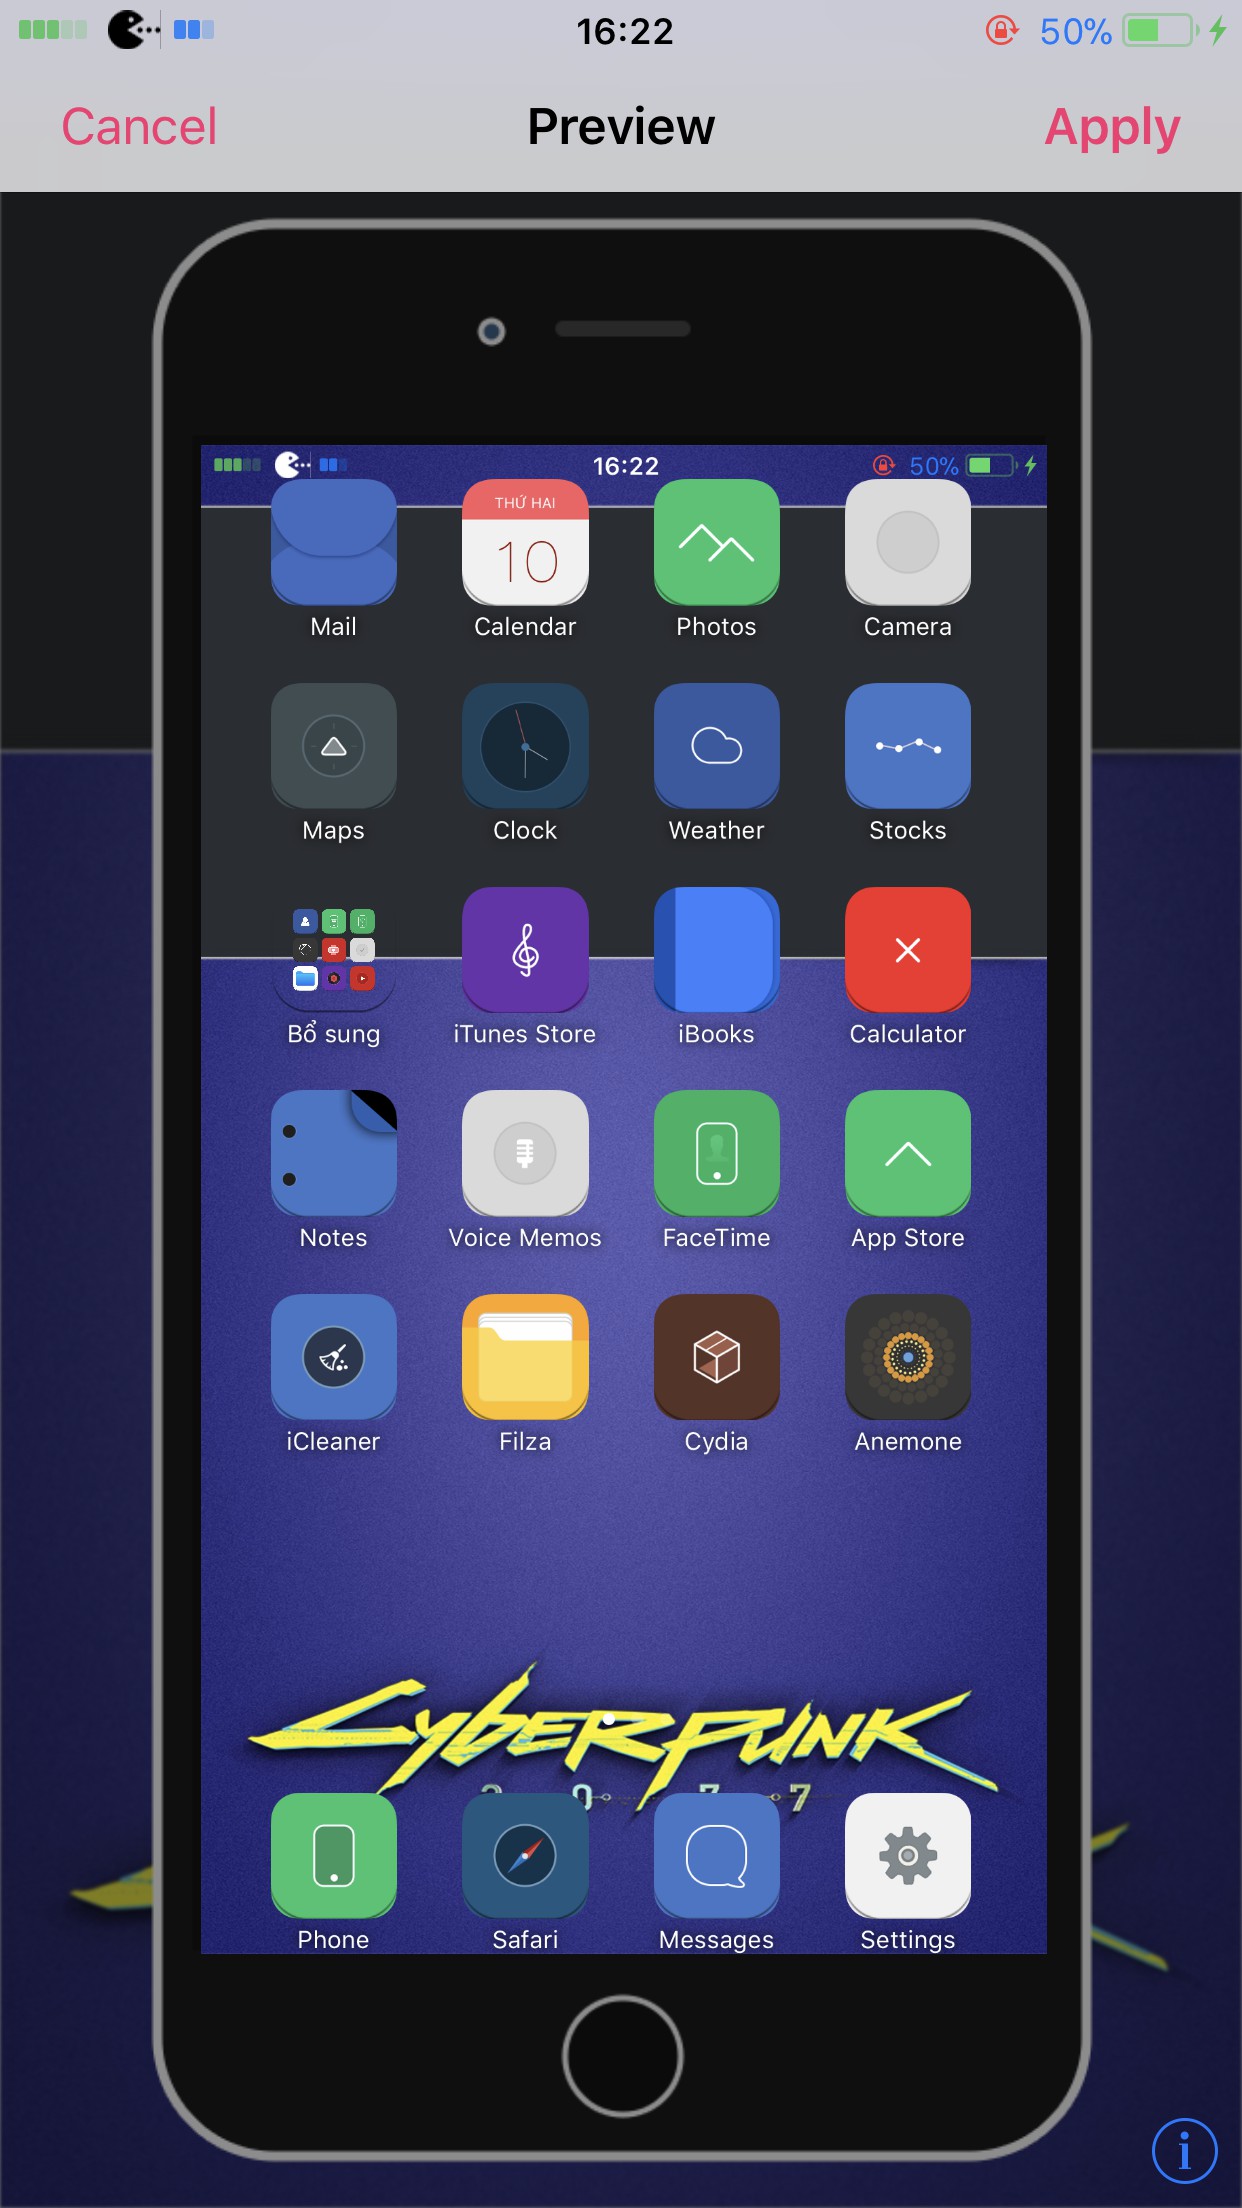 16:22
50%
Cancel
Preview
Apply
16:22
50%
THỨ HAI
10
Mail
Calendar
Photos
Camera
Maps
Clock
Weather
Stocks
Bổ sung
iTunes Store
iBooks
Calculator
Notes
Voice Memos
FaceTime
App Store
iCleaner
Filza
Cydia
Anemone
CYBERPUNK
2 0 7 7
Phone
Safari
Messages
Settings
i